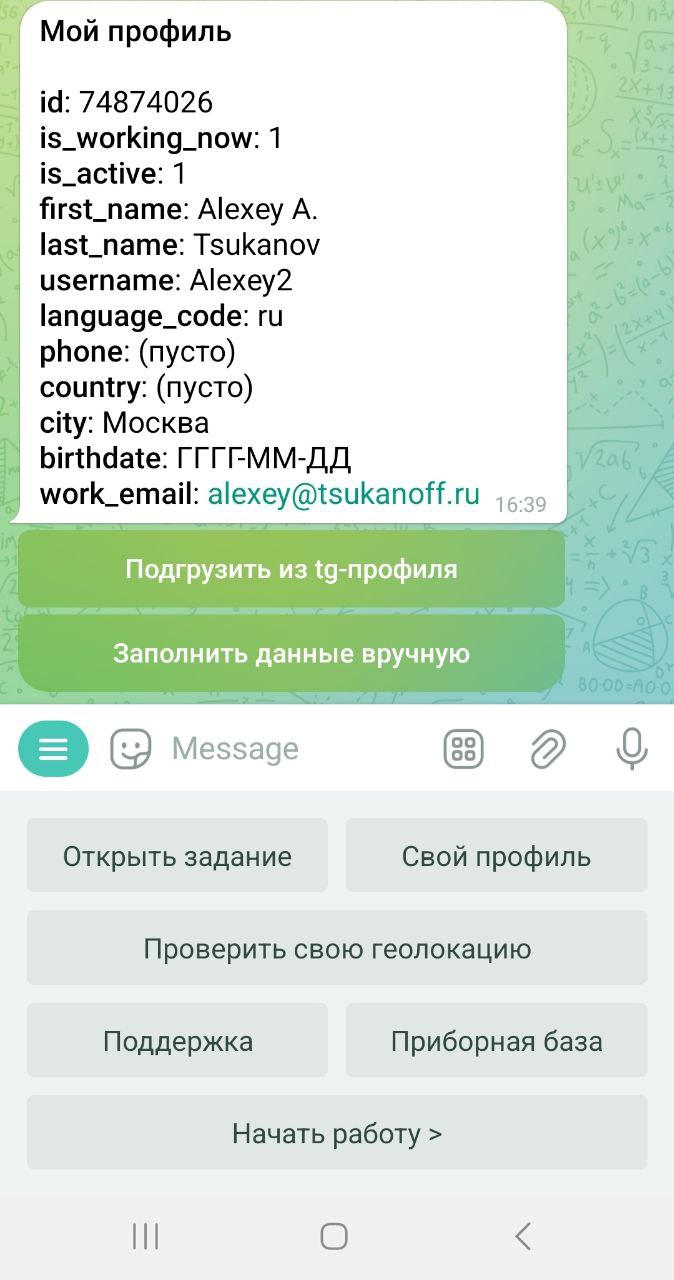 Мой профиль
id: 74874026
is_working_now: 1
is_active: 1
first_name: Alexey A.
last_name: Tsukanov
username: Alexey2
language_code: ru
phone: (пусто)
country: (пусто)
city: Москва
birthdate: ГГГГ-ММ-ДД
work_email: alexey@tsukanoff.ru
16:39
Подгрузить из tg-профиля
Заполнить данные вручную
Message
Открыть задание
Свой профиль
Проверить свою геолокацию
Поддержка
Приборная база
Начать работу >